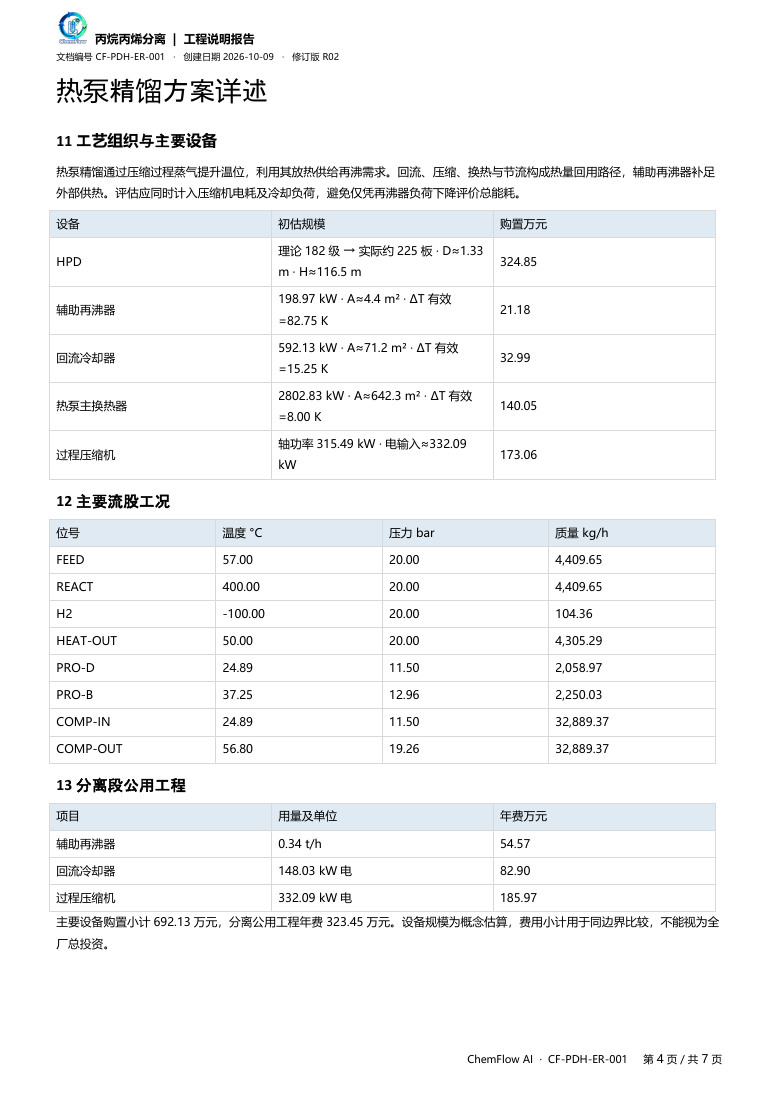 ChemFlow
丙烷丙烯分离 | 工程说明报告
文档编号 CF-PDH-ER-001 · 创建日期 2026-10-09 · 修订版 R02
热泵精馏方案详述
11 工艺组织与主要设备
热泵精馏通过压缩过程蒸气提升温位，利用其放热供给再沸需求。回流、压缩、换热与节流构成热量回用路径，辅助再沸器补足
外部供热。评估应同时计入压缩机电耗及冷却负荷，避免仅凭再沸器负荷下降评价总能耗。
设备 初估规模 购置万元
HPD 理论 182 级 → 实际约 225 板 · D≈1.33 324.85
m · H≈116.5 m
辅助再沸器 198.97 kW · A≈4.4 m² · ΔT 有效 21.18
=82.75 K
回流冷却器 592.13 kW · A≈71.2 m² · ΔT 有效 32.99
=15.25 K
热泵主换热器 2802.83 kW · A≈642.3 m² · ΔT 有效 140.05
=8.00 K
过程压缩机 轴功率 315.49 kW · 电输入≈332.09 173.06
kW
12 主要流股工况
位号 温度 °C 压力 bar 质量 kg/h
FEED 57.00 20.00 4,409.65
REACT 400.00 20.00 4,409.65
H2 -100.00 20.00 104.36
HEAT-OUT 50.00 20.00 4,305.29
PRO-D 24.89 11.50 2,058.97
PRO-B 37.25 12.96 2,250.03
COMP-IN 24.89 11.50 32,889.37
COMP-OUT 56.80 19.26 32,889.37
13 分离段公用工程
项目 用量及单位 年费万元
辅助再沸器 0.34 t/h 54.57
回流冷却器 148.03 kW 电 82.90
过程压缩机 332.09 kW 电 185.97
主要设备购置小计 692.13 万元，分离公用工程年费 323.45 万元。设备规模为概念估算，费用小计用于同边界比较，不能视为全
厂总投资。
ChemFlow AI · CF-PDH-ER-001 第 4 页 / 共 7 页